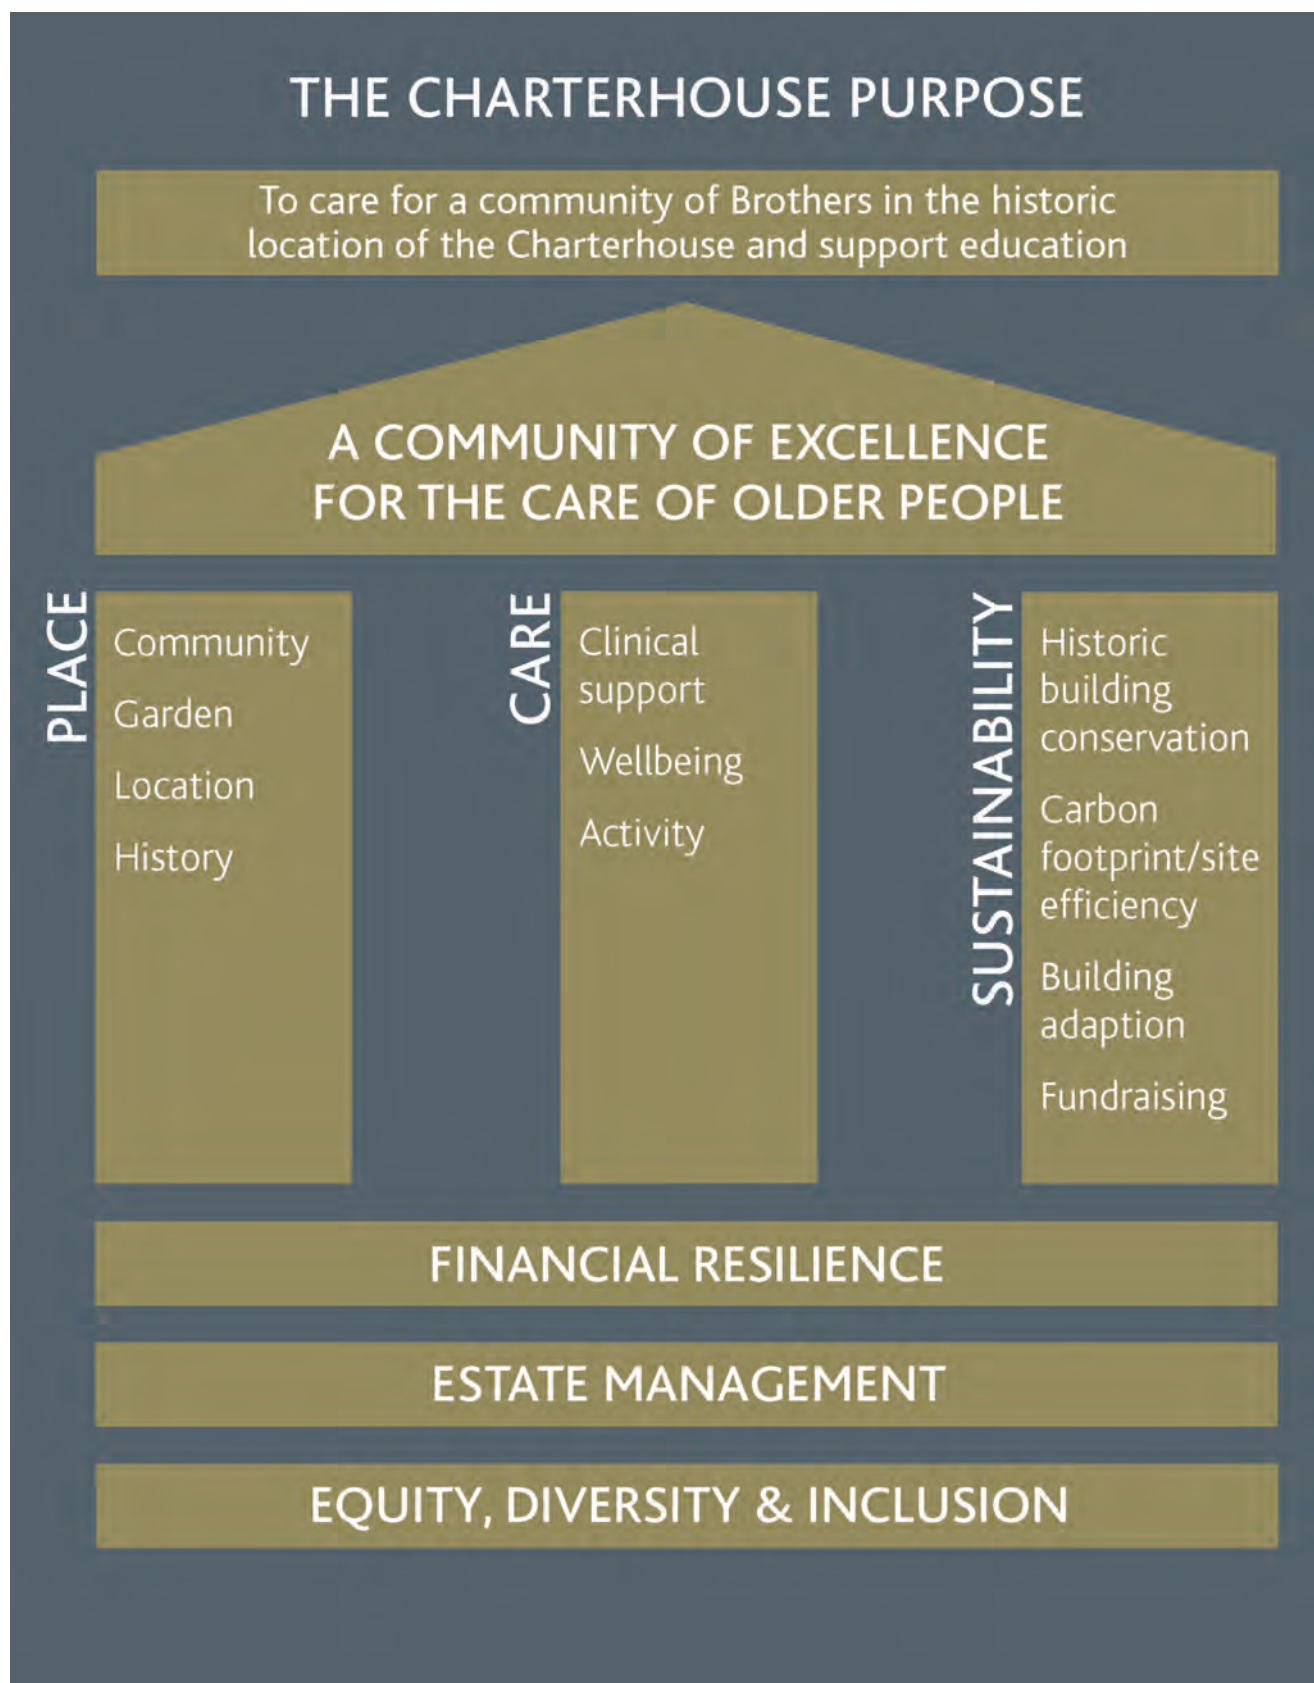 THE CHARTERHOUSE PURPOSE
To care for a community of Brothers in the historic
location of the Charterhouse and support education
A COMMUNITY OF EXCELLENCE
FOR THE CARE OF OLDER PEOPLE
PLACE
Community
Garden
Location
History
CARE
Clinical
support
Wellbeing
Activity
SUSTAINABILITY
Historic
building
conservation
Carbon
footprint/site
efficiency
Building
adaption
Fundraising
FINANCIAL RESILIENCE
ESTATE MANAGEMENT
EQUITY, DIVERSITY & INCLUSION